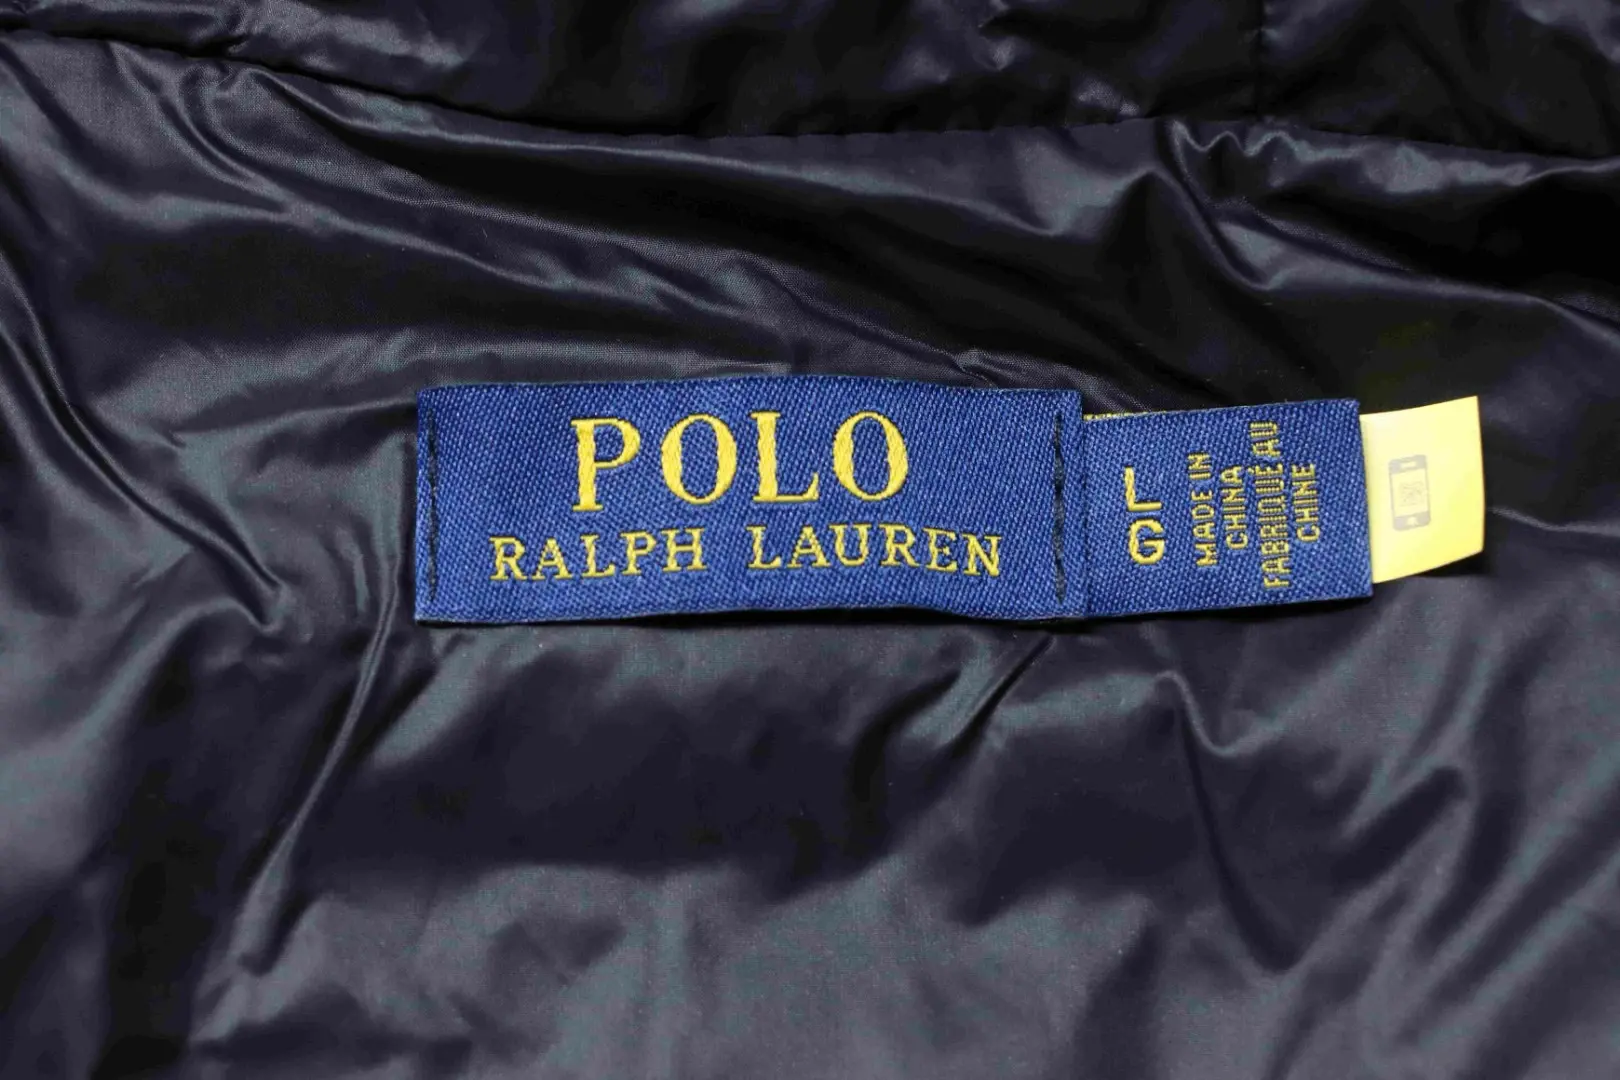 POLO
RALPH LAUREN
L
G
MADE IN
CHINA
FABRIQUÉ AU
CHINE